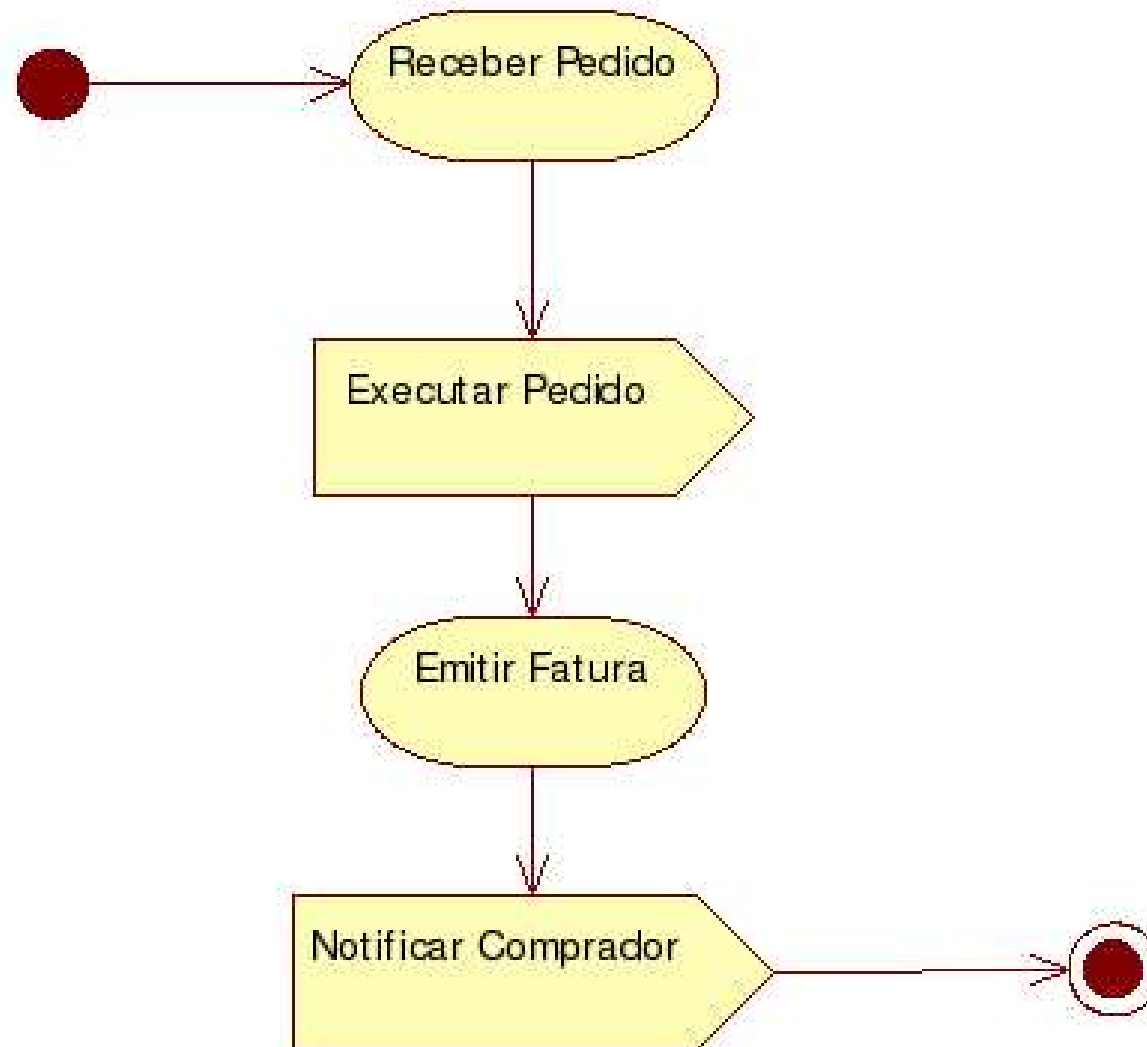 Receber Pedido
Executar Pedido
Emitir Fatura
Notificar Comprador